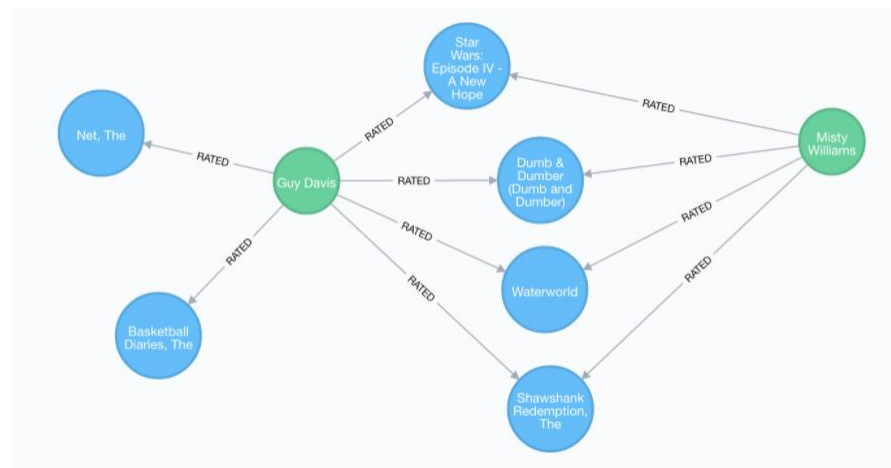 Star
Wars:
Episode IV -
A New
Hope
RATED
RATED
Net, The
RATED
Misty
Williams
Dumb &
Dumber
(Dumb and
Dumber)
RATED
Guy Davis
RATED
RATED
RATED
RATED
RATED
RATED
RATED
Waterworld
Basketball
Diaries, The
Shawshank
Redemption,
The